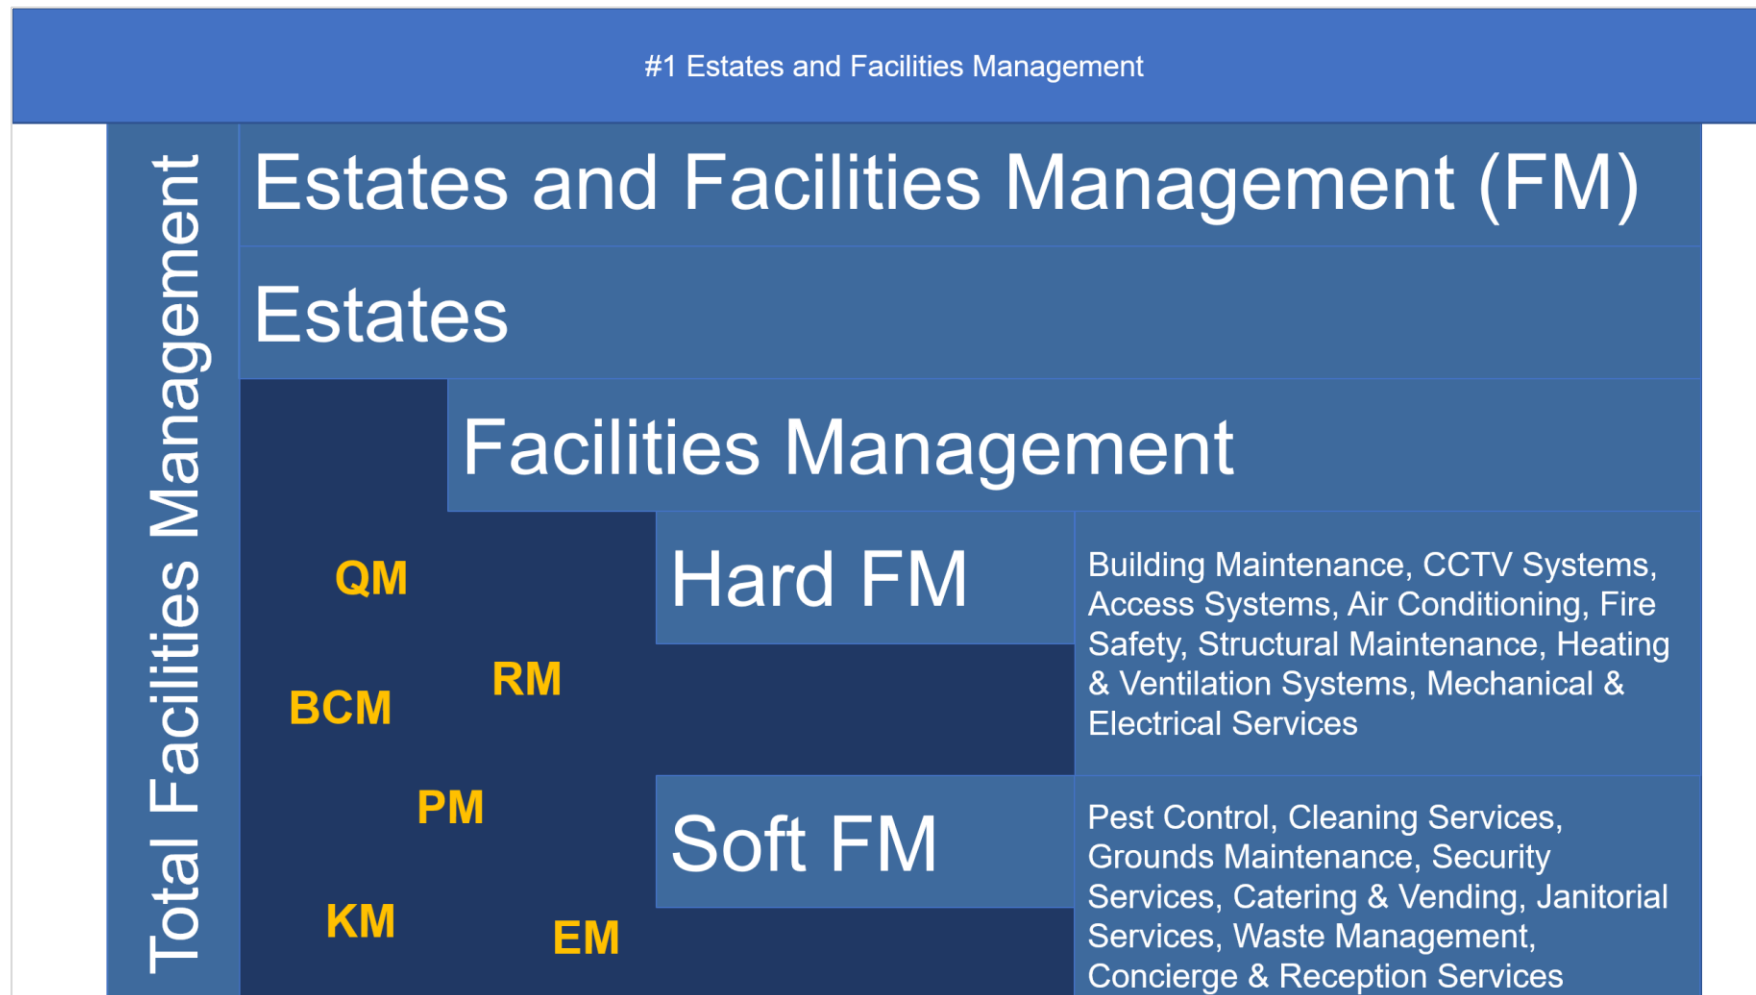 #1 Estates and Facilities Management
Total Facilities Management
Estates and Facilities Management (FM)
Estates
Facilities Management
QM
RM
BCM
PM
KM
EM
Hard FM
Building Maintenance, CCTV Systems,
Access Systems, Air Conditioning, Fire
Safety, Structural Maintenance, Heating
& Ventilation Systems, Mechanical &
Electrical Services
Soft FM
Pest Control, Cleaning Services,
Grounds Maintenance, Security
Services, Catering & Vending, Janitorial
Services, Waste Management,
Concierge & Reception Services